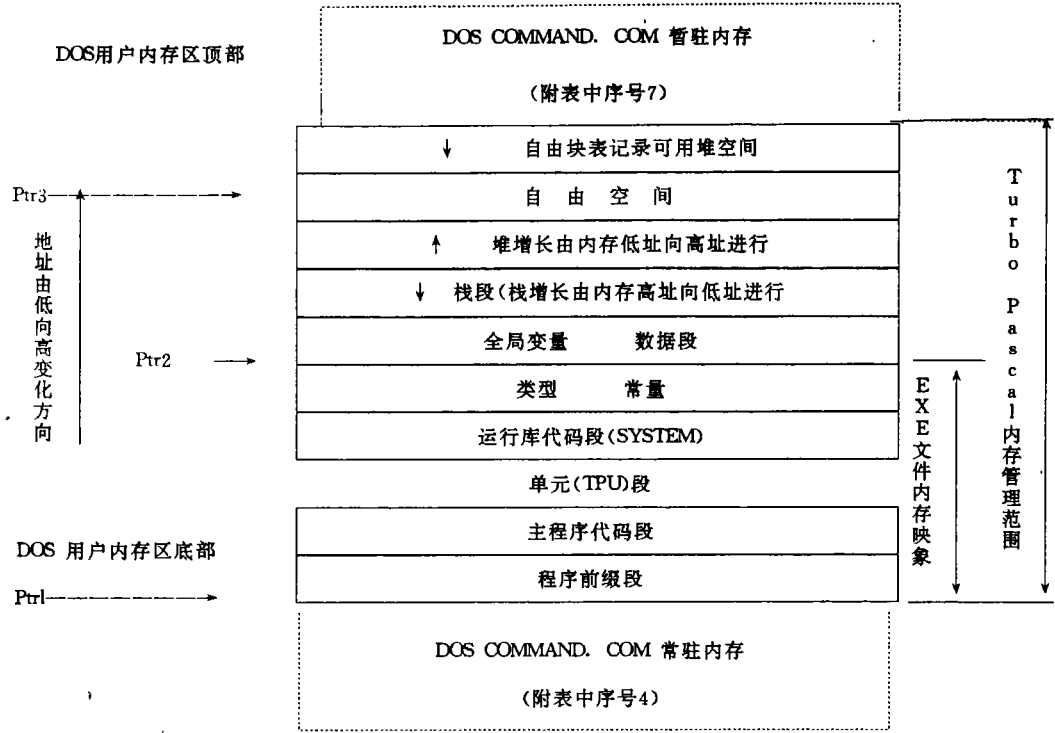 DOS COMMAND. COM 暂驻内存
DOS用户内存区顶部
(附表中序号7)
↓ 自由块表记录可用堆空间
Ptr3
自 由 空 间
↑ 堆增长由内存低址向高址进行
↓ 栈段(栈增长由内存高址向低址进行
全局变量 数据段
Ptr2
类型 常量
运行库代码段(SYSTEM)
单元(TPU)段
主程序代码段
DOS 用户内存区底部
程序前缀段
Ptr1
DOS COMMAND. COM 常驻内存
(附表中序号4)
地址由低向高变化方向
EXE文件内存映象
Turbo Pascal内存管理范围